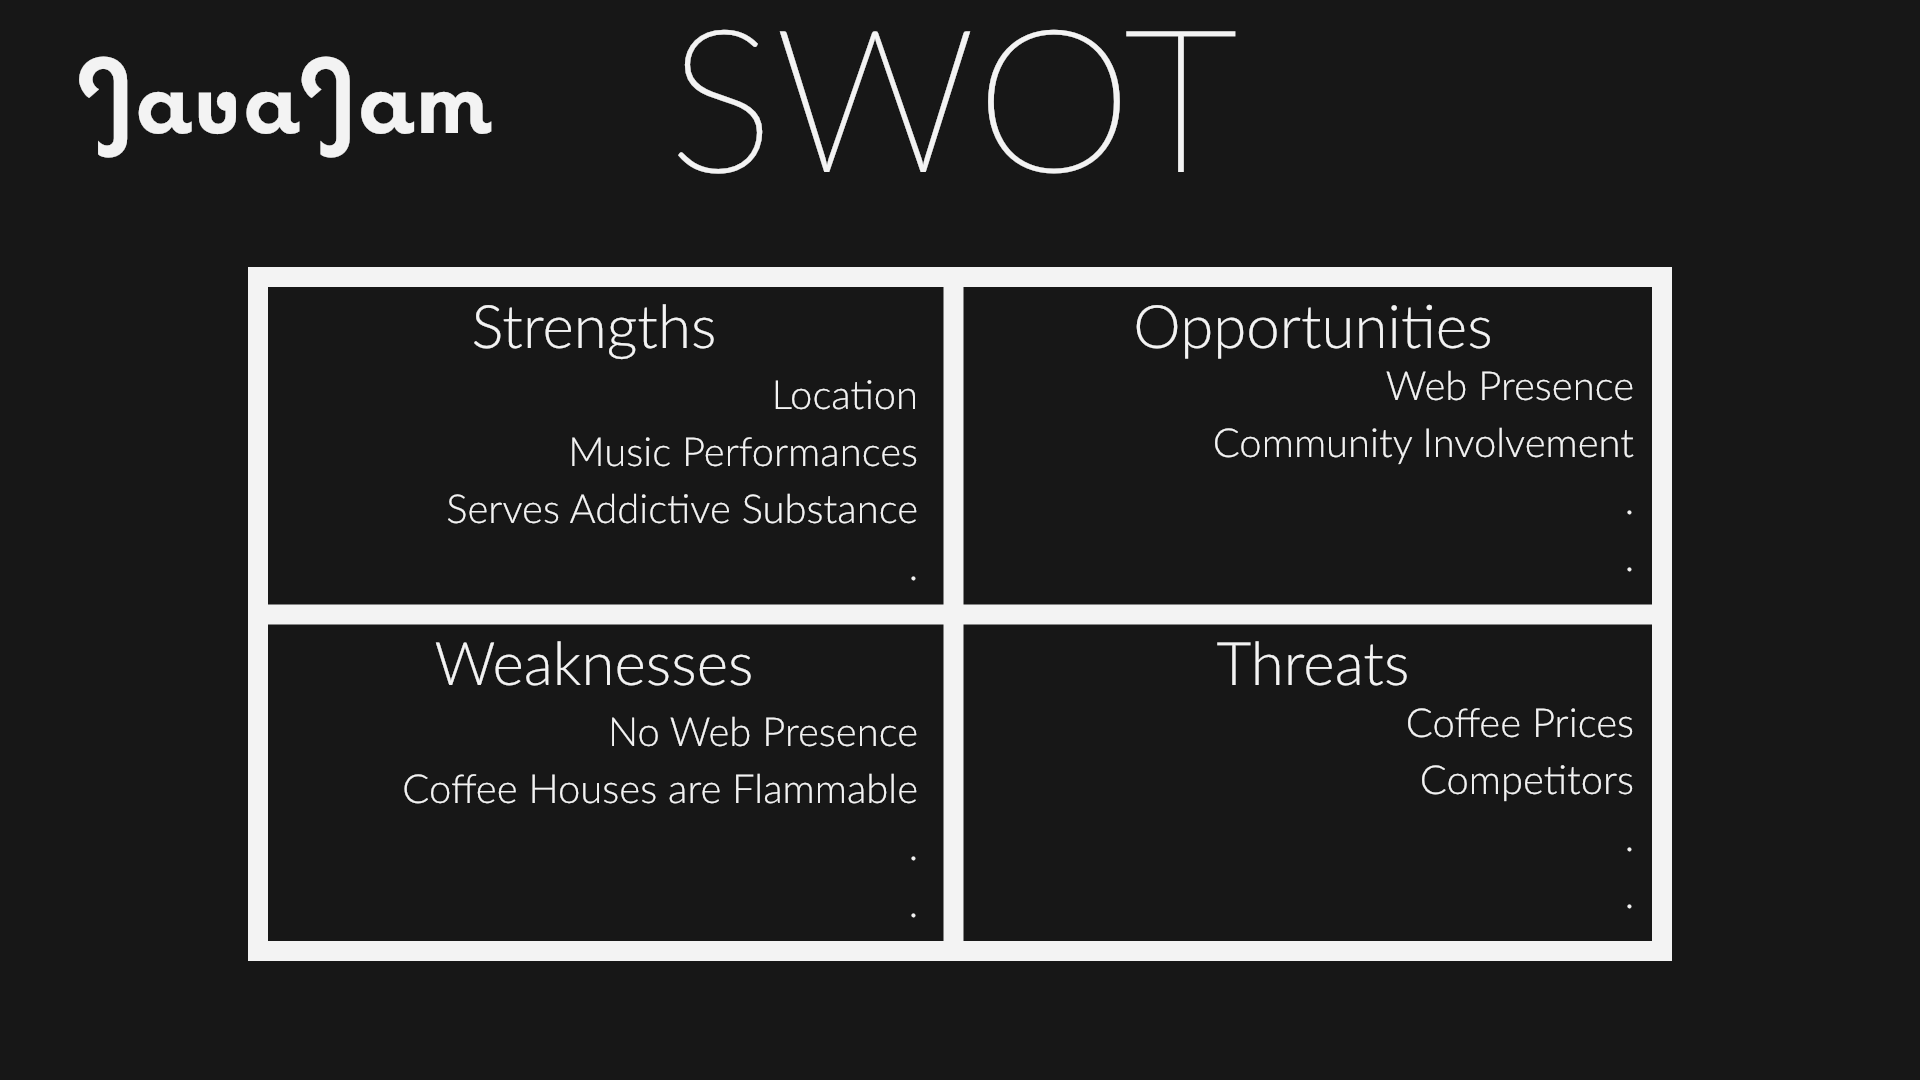 JavaJam
SWOT
Strengths
Location
Music Performances
Serves Addictive Substance
.
Opportunities
Web Presence
Community Involvement
.
.
Weaknesses
No Web Presence
Coffee Houses are Flammable
.
.
Threats
Coffee Prices
Competitors
.
.